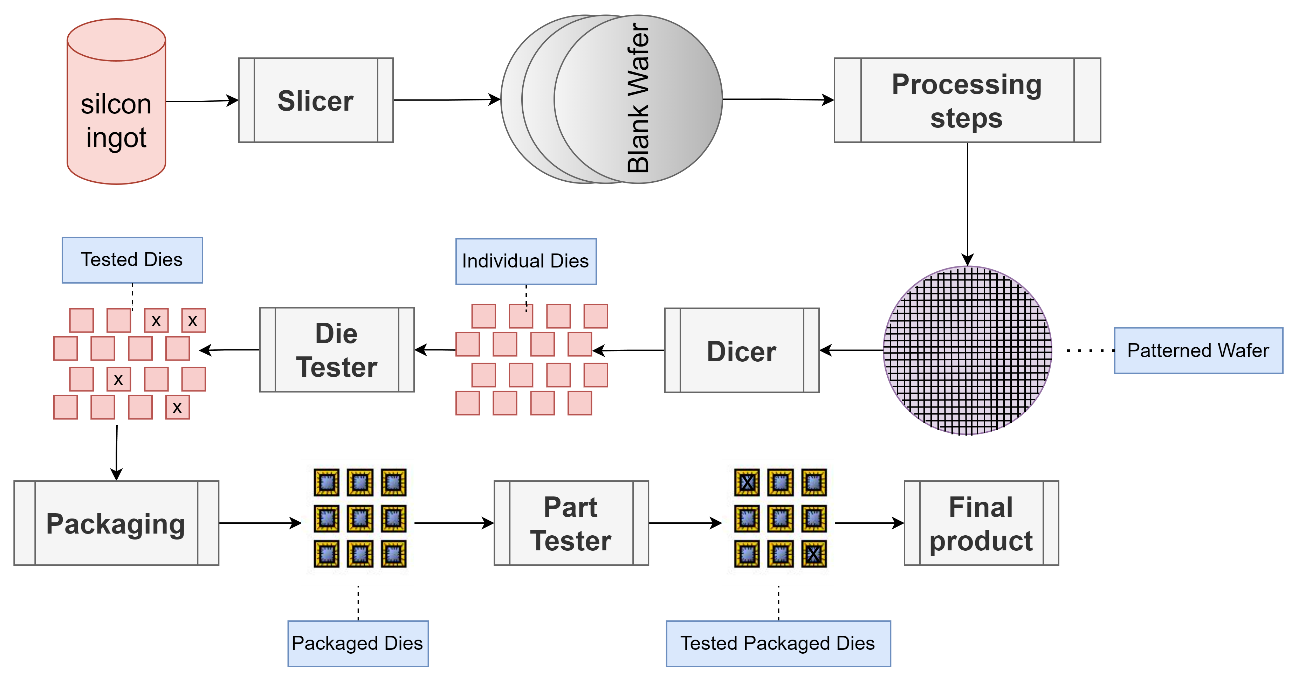 silcon
ingot
Slicer
Blank Wafer
Processing
steps
Tested Dies
Individual Dies
x x
Die
Tester
Dicer
Patterned Wafer
x
x
Packaging
X
Part
Tester
Final
product
X
Packaged Dies
Tested Packaged Dies